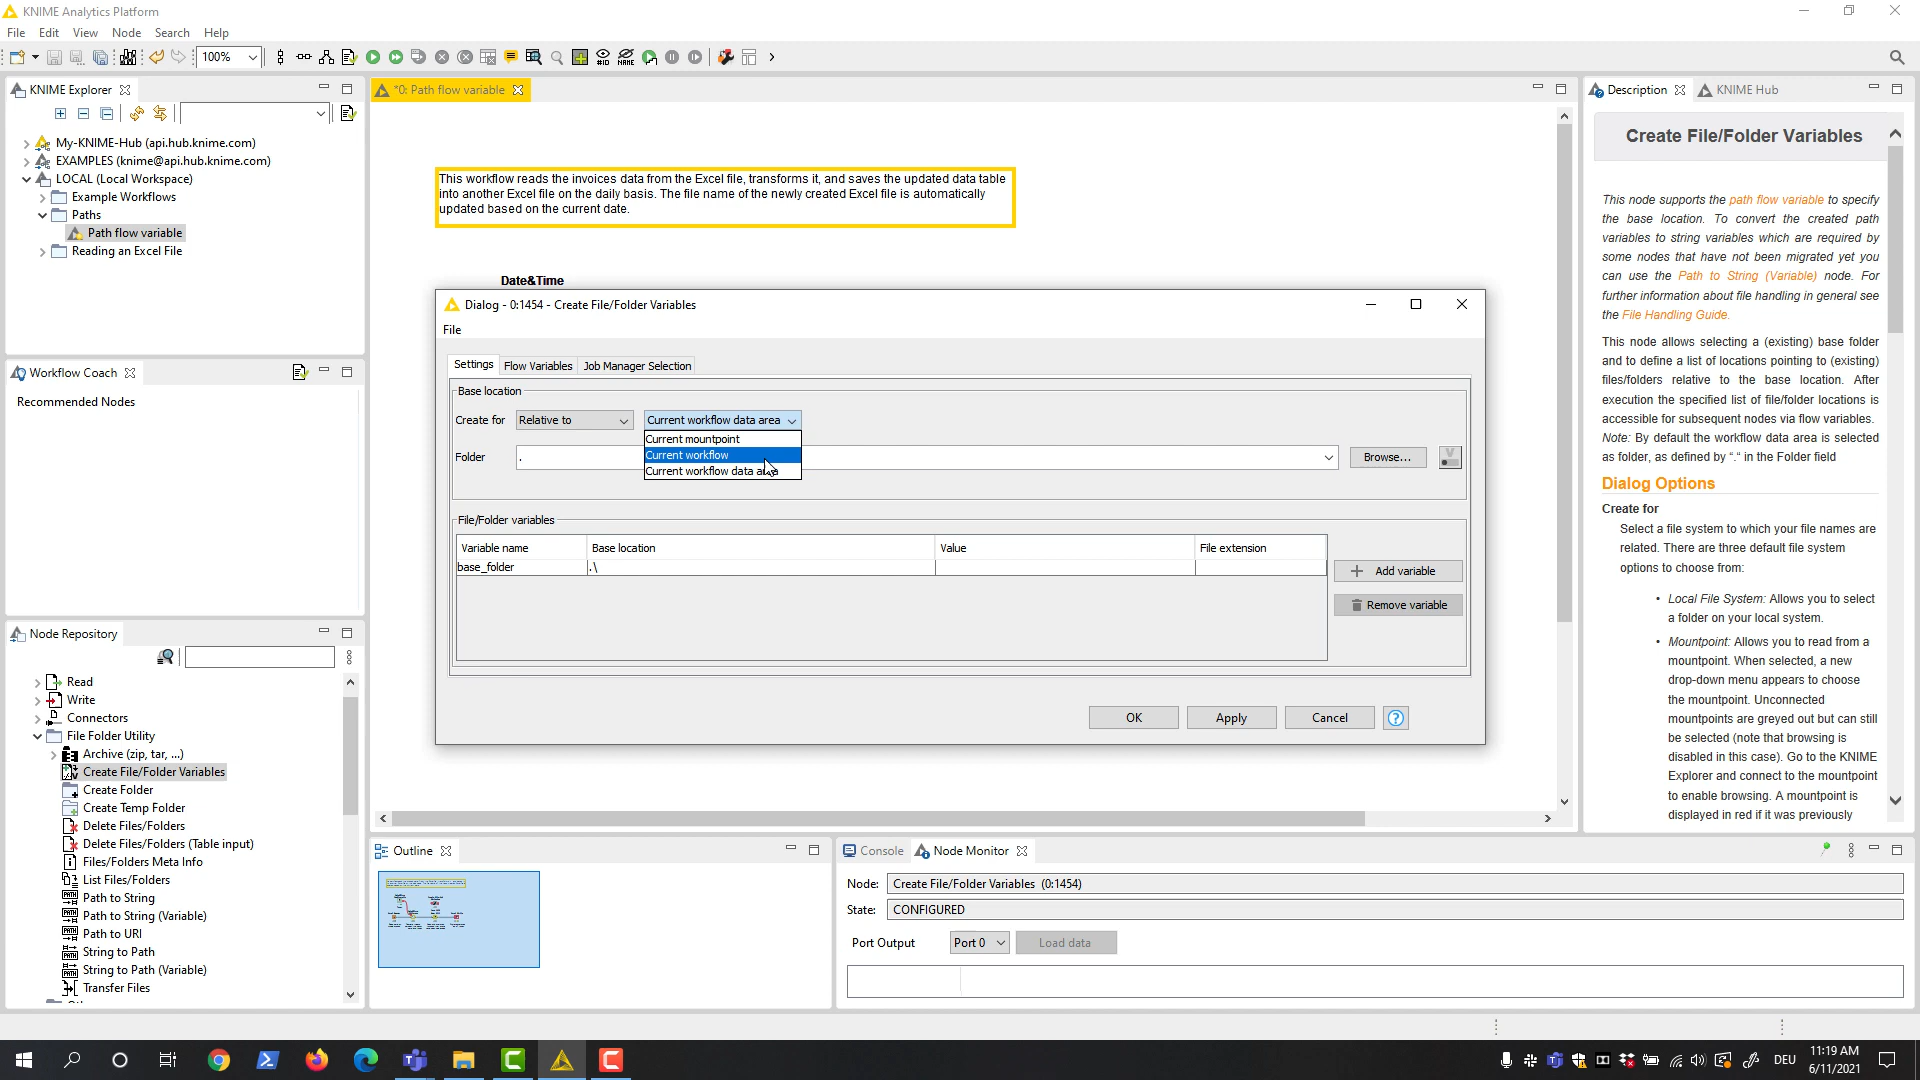 KNIME Analytics Platform
File Edit View Node Search Help
100%
KNIME Explorer
My-KNIME-Hub (api.hub.knime.com)
EXAMPLES (knime@api.hub.knime.com)
LOCAL (Local Workspace)
Example Workflows
Paths
Path flow variable
Reading an Excel File
Workflow Coach
Recommended Nodes
Node Repository
Read
Write
Connectors
File Folder Utility
Archive (zip, tar, ...)
Create File/Folder Variables
Create Folder
Create Temp Folder
Delete Files/Folders
Delete Files/Folders (Table input)
Files/Folders Meta Info
List Files/Folders
Path to String
Path to String (Variable)
Path to URI
String to Path
String to Path (Variable)
Transfer Files
*0: Path flow variable
This workflow reads the invoices data from the Excel file, transforms it, and saves the updated data table
into another Excel file on the daily basis. The file name of the newly created Excel file is automatically
updated based on the current date.
Date&Time
Dialog - 0:1454 - Create File/Folder Variables
File
Settings Flow Variables Job Manager Selection
Base location
Create for Relative to Current workflow data area
Current mountpoint
Current workflow
Current workflow data area
Folder . Browse...
File/Folder variables
Variable name Base location Value File extension
base_folder .\
Add variable
Remove variable
OK Apply Cancel ?
Outline
Console Node Monitor
Node: Create File/Folder Variables (0:1454)
State: CONFIGURED
Port Output Port 0 Load data
Description KNIME Hub
Create File/Folder Variables
This node supports the path flow variable to specify
the base location. To convert the created path
variables to string variables which are required by
some nodes that have not been migrated yet you
can use the Path to String (Variable) node. For
further information about file handling in general see
the File Handling Guide.
This node allows selecting a (existing) base folder
and to define a list of locations pointing to (existing)
files/folders relative to the base location. After
execution the specified list of file/folder locations is
accessible for subsequent nodes via flow variables.
Note: By default the workflow data area is selected
as folder, as defined by “.“ in the Folder field
Dialog Options
Create for
Select a file system to which your file names are
related. There are three default file system
options to choose from:
• Local File System: Allows you to select
a folder on your local system.
• Mountpoint: Allows you to read from a
mountpoint. When selected, a new
drop-down menu appears to choose
the mountpoint. Unconnected
mountpoints are greyed out but can still
be selected (note that browsing is
disabled in this case). Go to the KNIME
Explorer and connect to the mountpoint
to enable browsing. A mountpoint is
displayed in red if it was previously
DEU
11:19 AM
6/11/2021